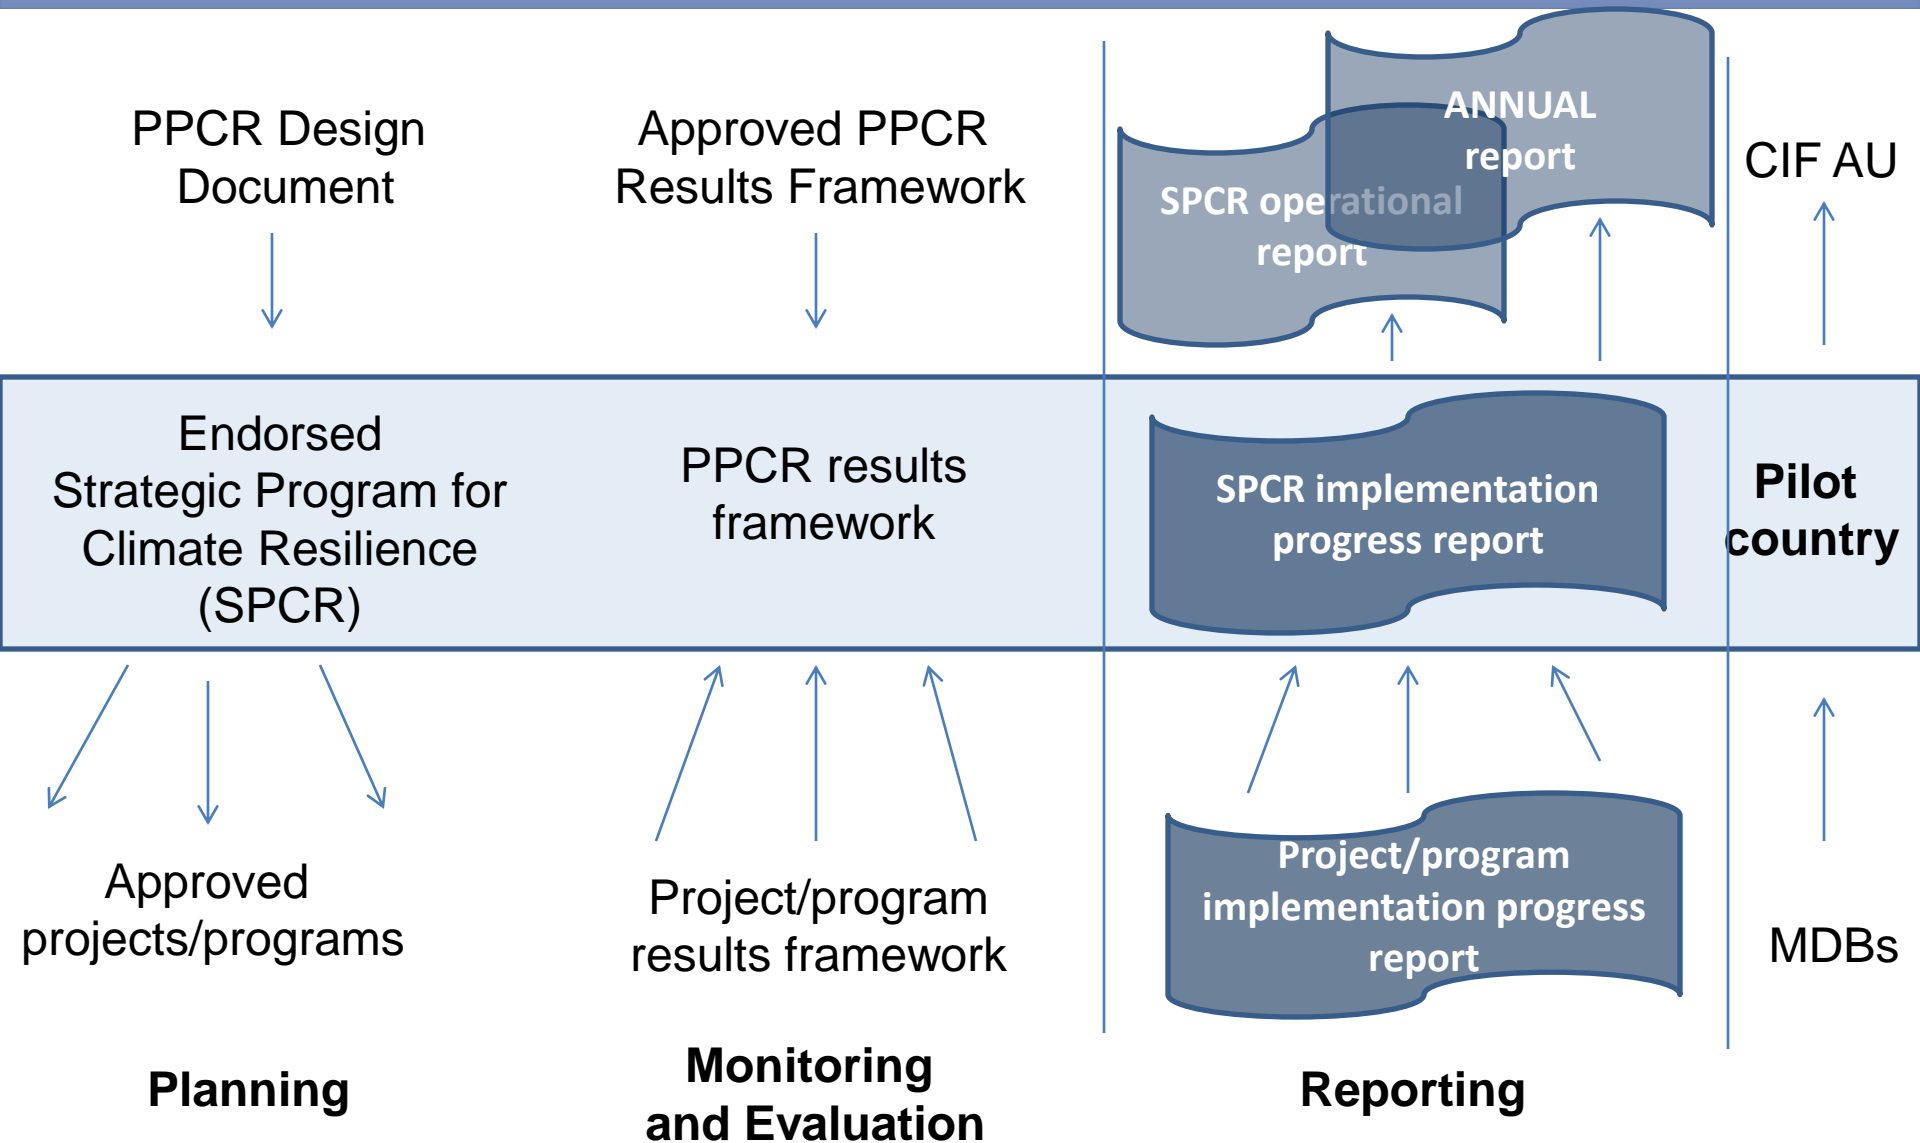 PPCR Design
Document
Approved PPCR
Results Framework
ANNUAL
report
SPCR operational
report
CIF AU
Endorsed
Strategic Program for
Climate Resilience
(SPCR)
PPCR results
framework
SPCR implementation
progress report
Pilot
country
Approved
projects/programs
Project/program
results framework
Project/program
implementation progress
report
MDBs
Planning
Monitoring
and Evaluation
Reporting